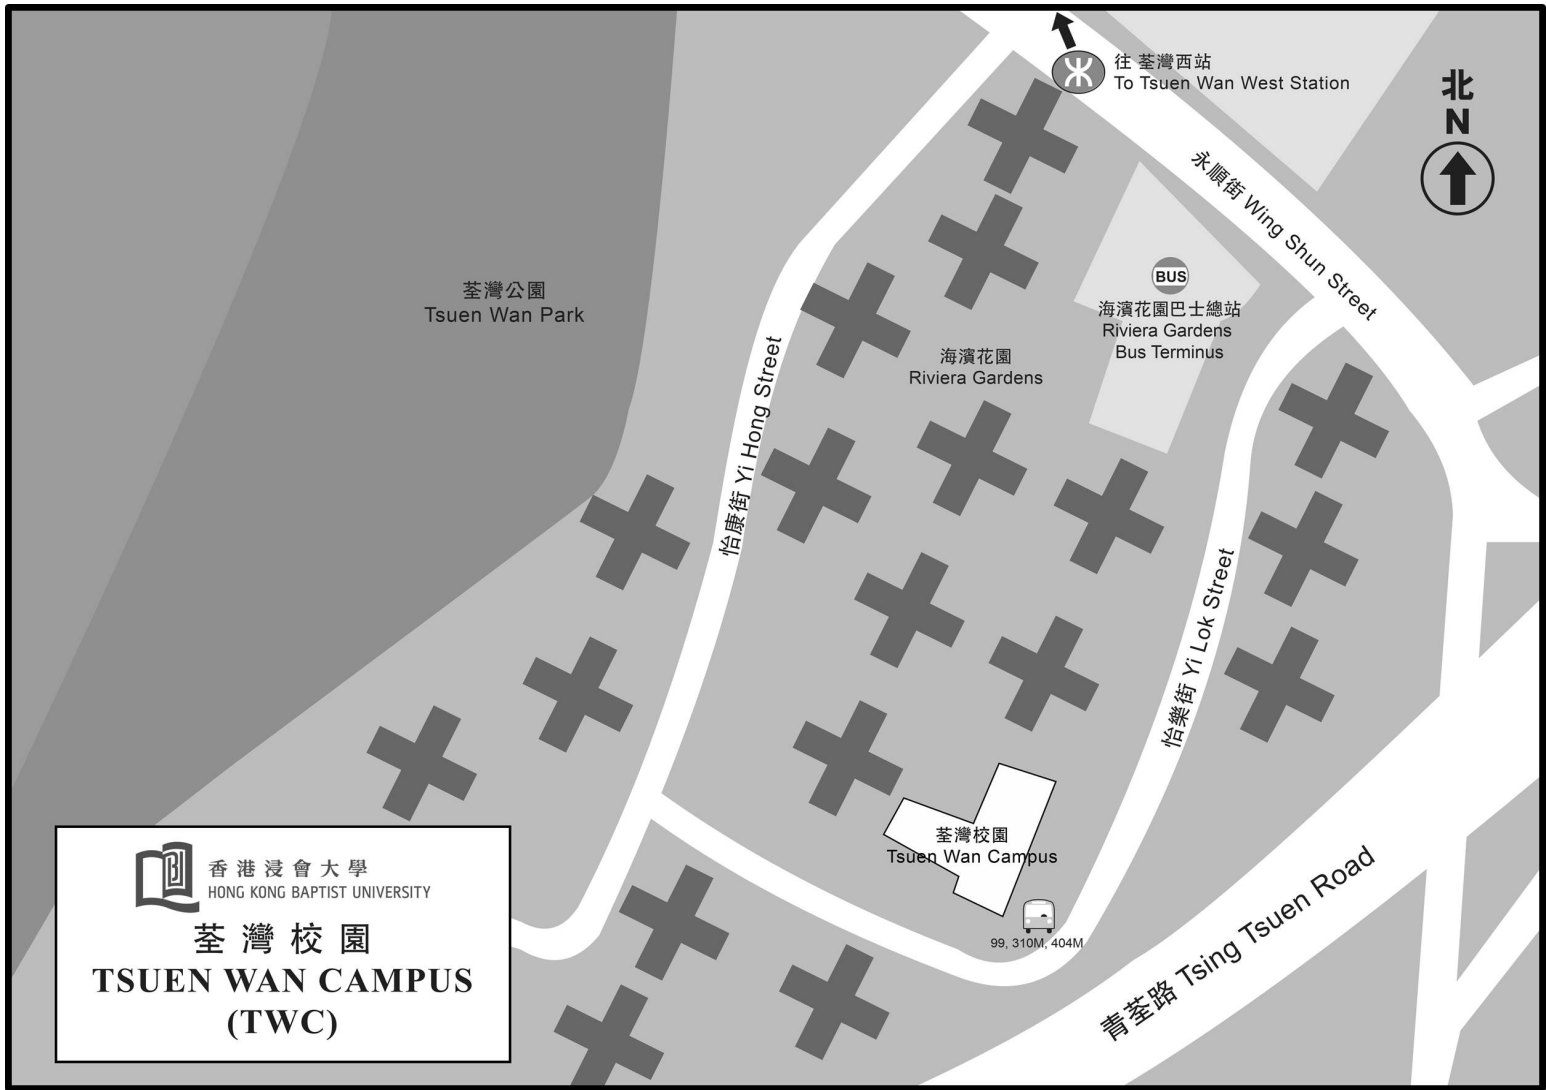 往 荃灣西站
To Tsuen Wan West Station
北
N
永順街 Wing Shun Street
BUS
海濱花園巴士總站
Riviera Gardens
Bus Terminus
荃灣公園
Tsuen Wan Park
海濱花園
Riviera Gardens
怡康街 Yi Hong Street
怡樂街 Yi Lok Street
荃灣校園
Tsuen Wan Campus
99, 310M, 404M
青荃路 Tsing Tsuen Road
香港浸會大學
HONG KONG BAPTIST UNIVERSITY
荃灣校園
TSUEN WAN CAMPUS
(TWC)